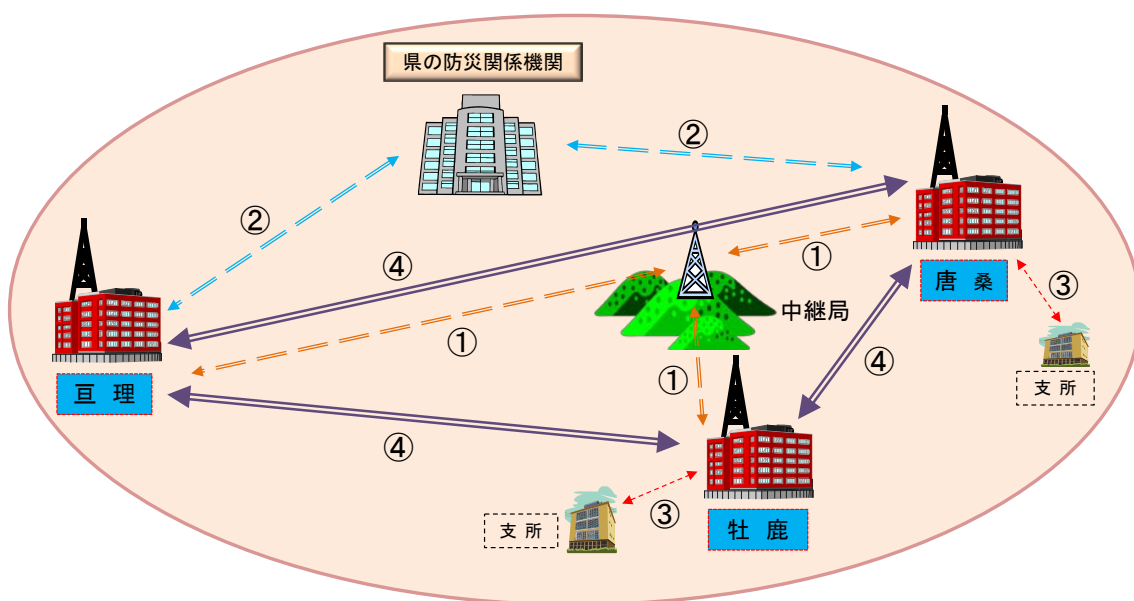 県の防災関係機関
②
②
④
①
唐 桑
③
中継局
①
亘 理
①
④
支 所
④
③
支 所
牡 鹿